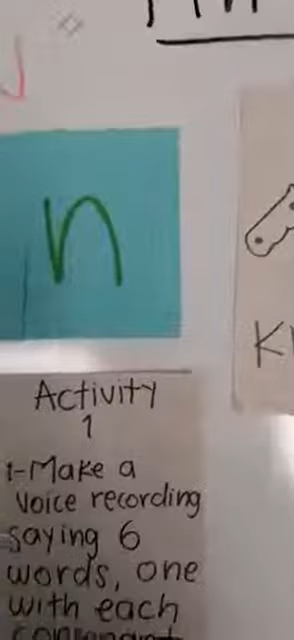 n
Activity
1
1-Make a
Voice recording
saying 6
words, one
with each